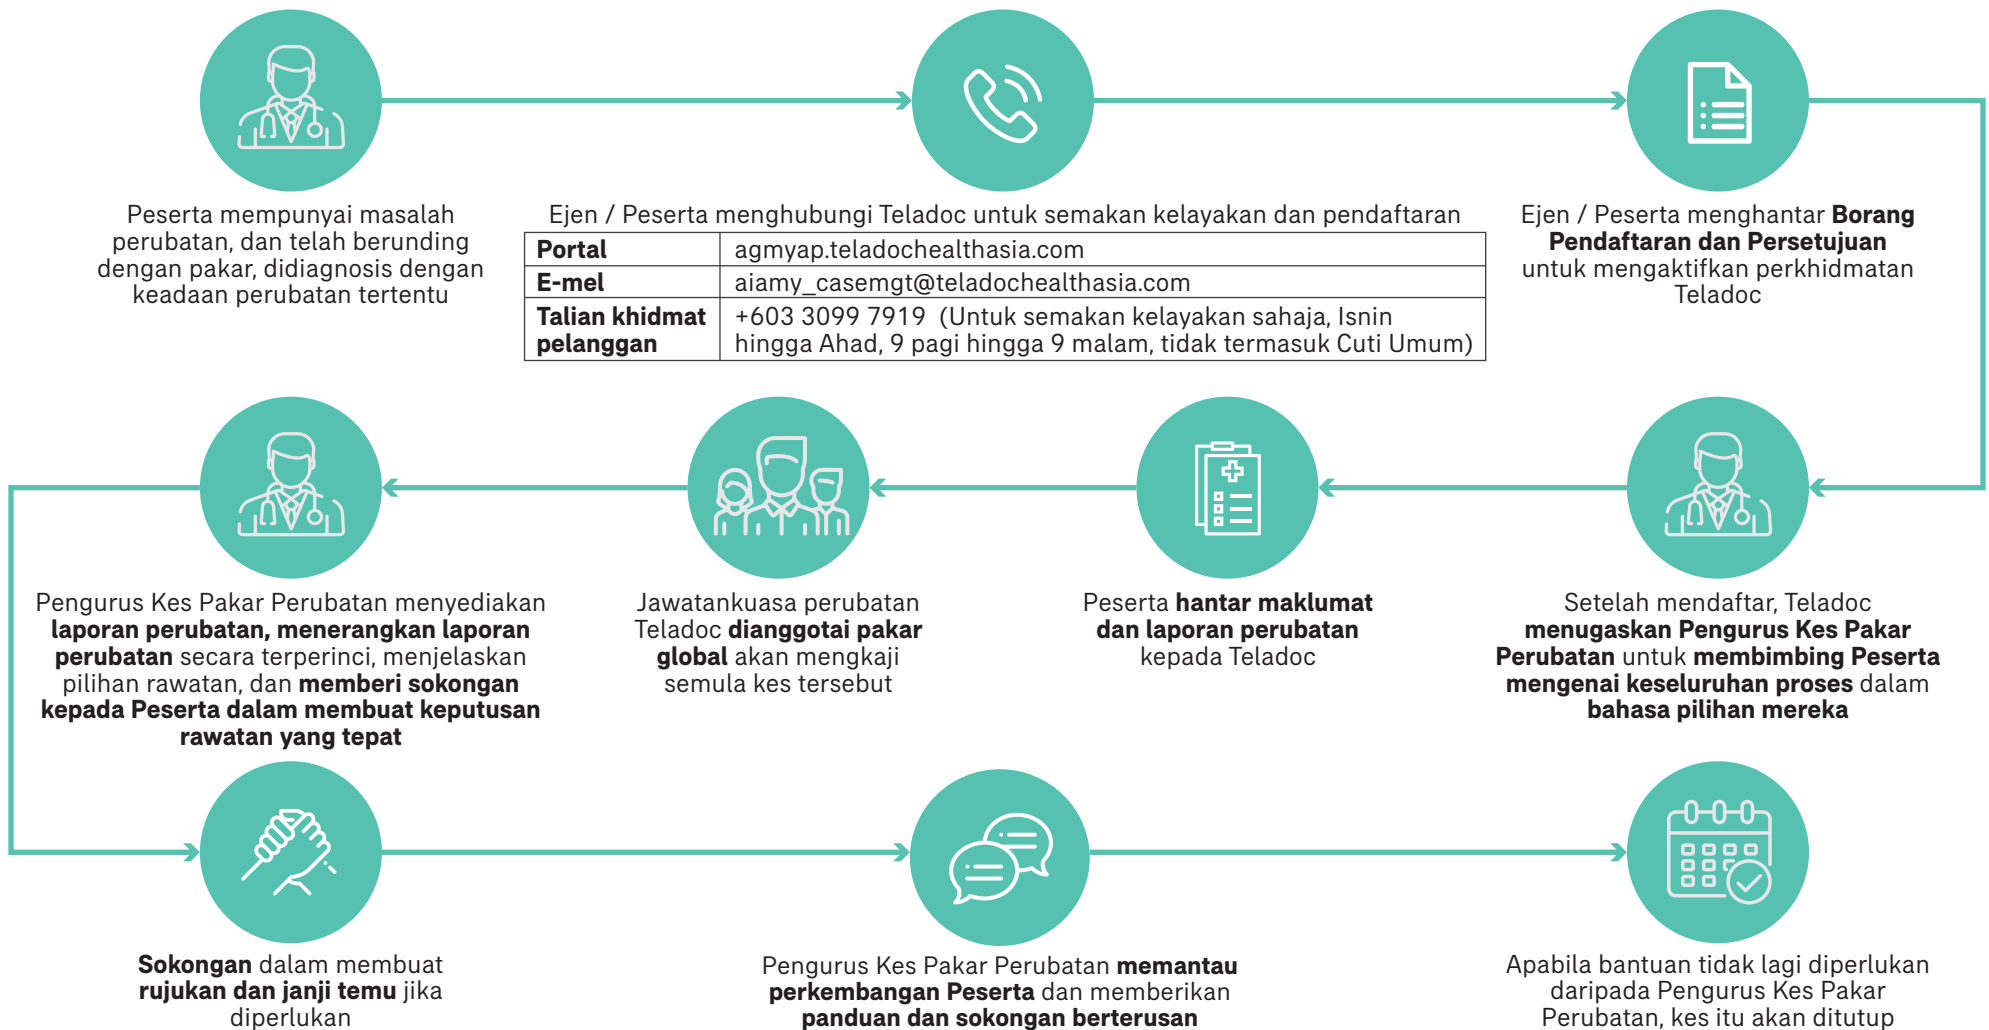 Peserta mempunyai masalah
perubatan, dan telah berunding
dengan pakar, didiagnosis dengan
keadaan perubatan tertentu
Ejen / Peserta menghubungi Teladoc untuk semakan kelayakan dan pendaftaran
Portal agmyap.teladochealthasia.com
E-mel aiamy_casemgt@teladochealthasia.com
Talian khidmat pelanggan +603 3099 7919 (Untuk semakan kelayakan sahaja, Isnin
hingga Ahad, 9 pagi hingga 9 malam, tidak termasuk Cuti Umum)
Ejen / Peserta menghantar Borang
Pendaftaran dan Persetujuan
untuk mengaktifkan perkhidmatan
Teladoc
Setelah mendaftar, Teladoc
menugaskan Pengurus Kes Pakar
Perubatan untuk membimbing Peserta
mengenai keseluruhan proses dalam
bahasa pilihan mereka
Peserta hantar maklumat
dan laporan perubatan
kepada Teladoc
Jawatankuasa perubatan
Teladoc dianggotai pakar
global akan mengkaji
semula kes tersebut
Pengurus Kes Pakar Perubatan menyediakan
laporan perubatan, menerangkan laporan
perubatan secara terperinci, menjelaskan
pilihan rawatan, dan memberi sokongan
kepada Peserta dalam membuat keputusan
rawatan yang tepat
Sokongan dalam membuat
rujukan dan janji temu jika
diperlukan
Pengurus Kes Pakar Perubatan memantau
perkembangan Peserta dan memberikan
panduan dan sokongan berterusan
Apabila bantuan tidak lagi diperlukan
daripada Pengurus Kes Pakar
Perubatan, kes itu akan ditutup